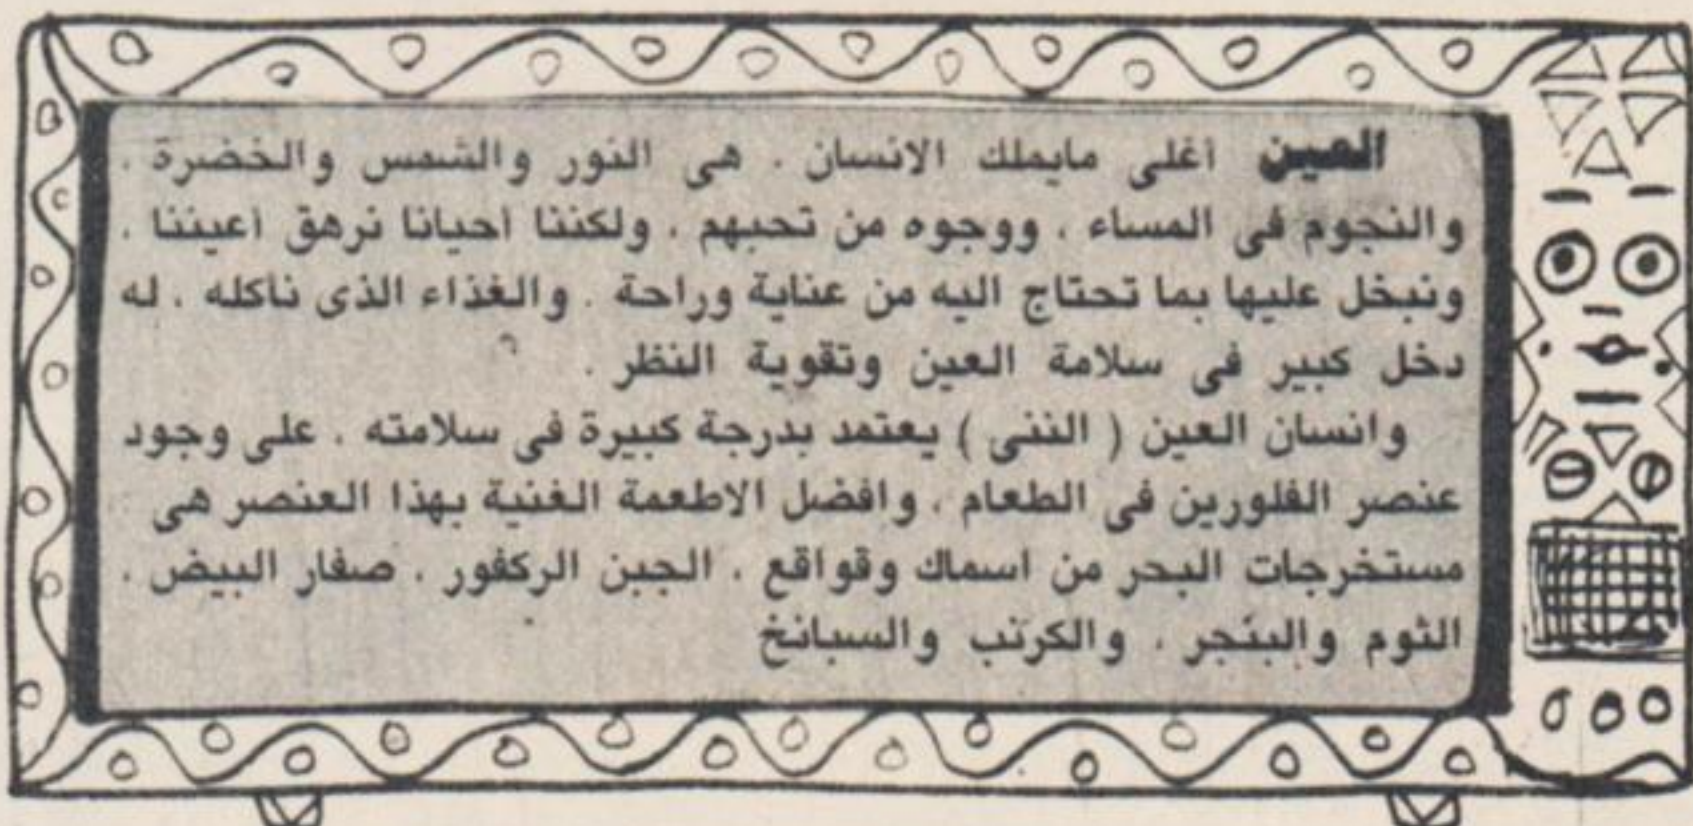 العين أغلى مايملك الانسان . هى النور والشمس والخضرة .
والنجوم فى المساء ، ووجوه من تحبهم ، ولكننا أحيانا نرهق أعيننا .
ونبخل عليها بما تحتاج اليه من عناية وراحة . والغذاء الذى ناكله ، له
دخل كبير فى سلامة العين وتقوية النظر .
وانسان العين ( الننى ) يعتمد بدرجة كبيرة فى سلامته ، على وجود
عنصر الفلورين فى الطعام ، وافضل الاطعمة الغنية بهذا العنصر هى
مستخرجات البحر من اسماك وقواقع ، الجبن الركفور ، صفار البيض ،
الثوم والبنجر ، والكرنب والسبانخ